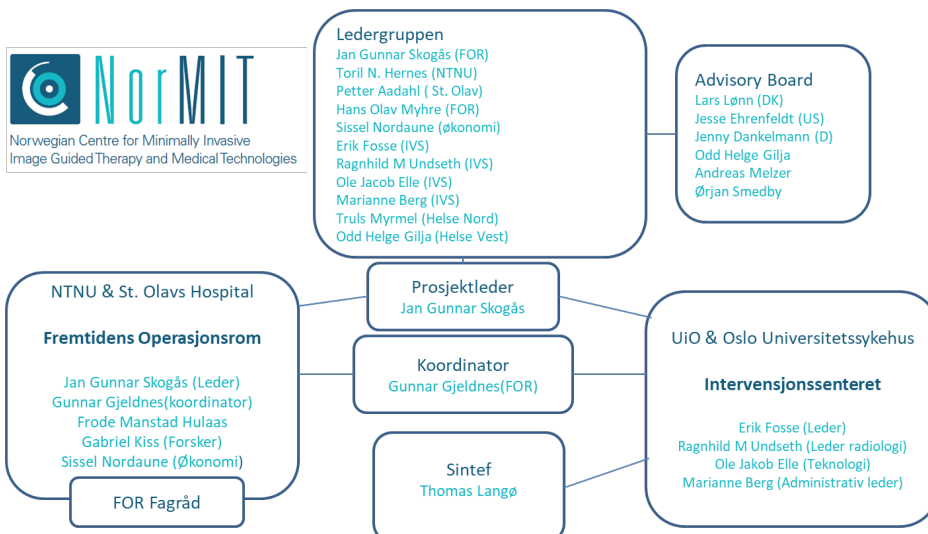 NorMIT
Norwegian Centre for Minimally Invasive
Image Guided Therapy and Medical Technologies
Ledergruppen
Jan Gunnar Skogås (FOR)
Toril N. Hernes (NTNU)
Petter Aadahl ( St. Olav)
Hans Olav Myhre (FOR)
Sissel Nordaune (økonomi)
Erik Fosse (IVS)
Ragnhild M Undseth (IVS)
Ole Jacob Elle (IVS)
Marianne Berg (IVS)
Truls Myrmel (Helse Nord)
Odd Helge Gilja (Helse Vest)
Advisory Board
Lars Lønn (DK)
Jesse Ehrenfeldt (US)
Jenny Dankelmann (D)
Odd Helge Gilja
Andreas Melzer
Ørjan Smedby
Prosjektleder
Jan Gunnar Skogås
NTNU & St. Olavs Hospital
Fremtidens Operasjonsrom
Jan Gunnar Skogås (Leder)
Gunnar Gjeldnes(koordinator)
Frode Manstad Hulaas
Gabriel Kiss (Forsker)
Sissel Nordaune (Økonomi)
FOR Fagråd
Koordinator
Gunnar Gjeldnes(FOR)
Sintef
Thomas Langø
UiO & Oslo Universitetssykehus
Intervensjonssenteret
Erik Fosse (Leder)
Ragnhild M Undseth (Leder radiologi)
Ole Jakob Elle (Teknologi)
Marianne Berg (Administrativ leder)